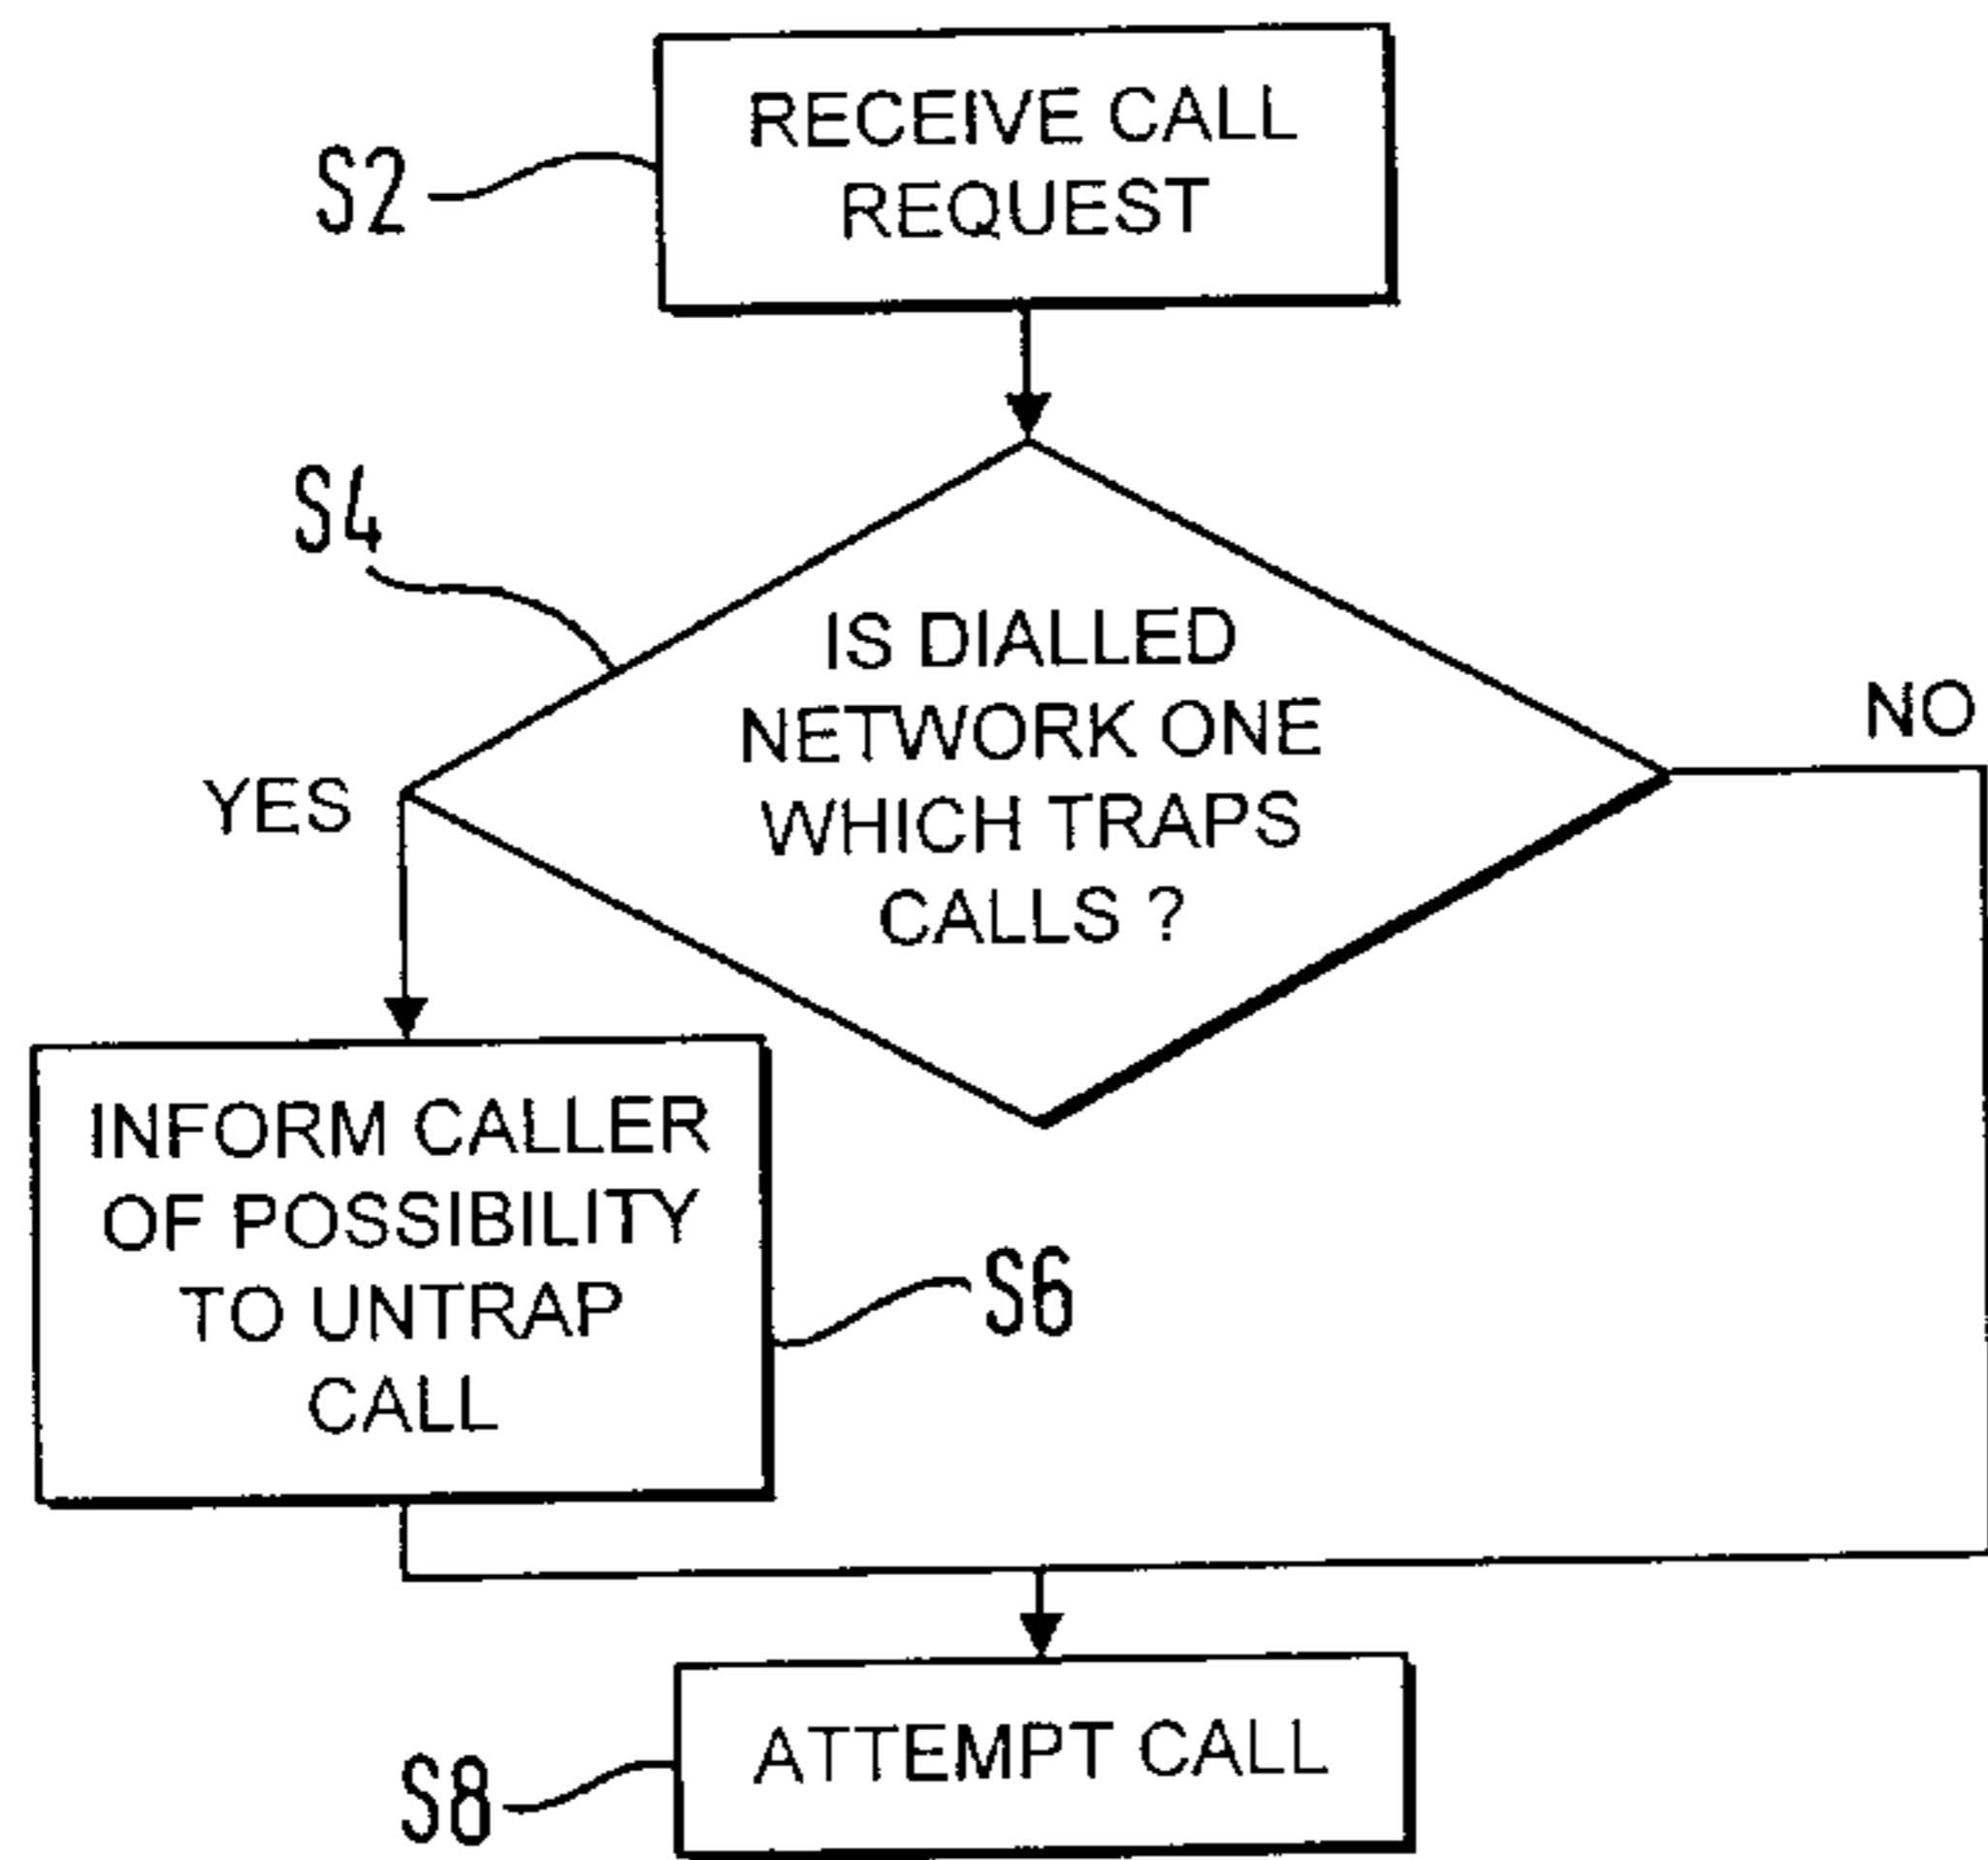 RECEIVE CALL
REQUEST
S2
S4
IS DIALLED
NETWORK ONE
WHICH TRAPS
CALLS ?
NO
YES
INFORM CALLER
OF POSSIBILITY
TO UNTRAP
CALL
S6
ATTEMPT CALL
S8